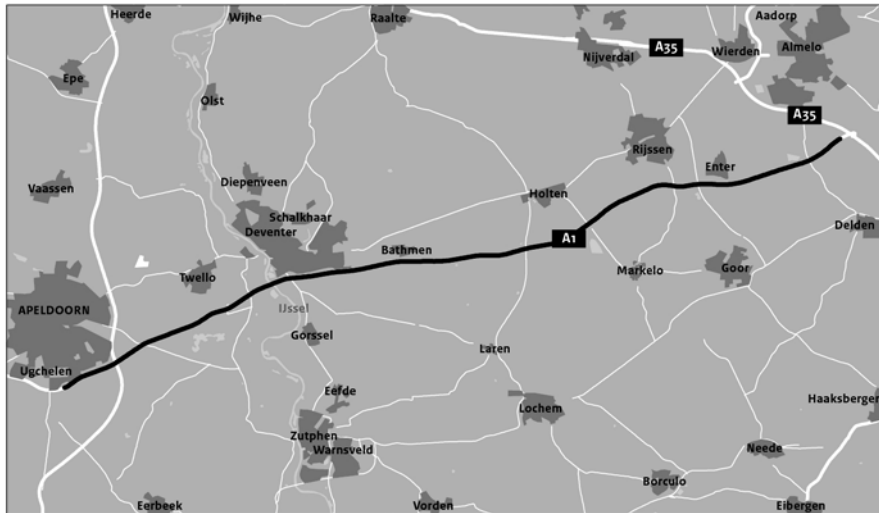 Heerde
Wijhe
Raalte
Aadorp
A35
Nijverdal
Wierden
Almelo
Epe
Olst
A35
Rijssen
Enter
Vaassen
Diepenveen
Holten
Schalkhaar
Deventer
Delden
A1
Bathmen
Twello
Markelo
Goor
APELDOORN
IJssel
Gorssel
Laren
Ugchelen
Eefde
Lochem
Haaksbergen
Zutphen
Warnsveld
Neede
Borculo
Eerbeek
Vorden
Eibergen